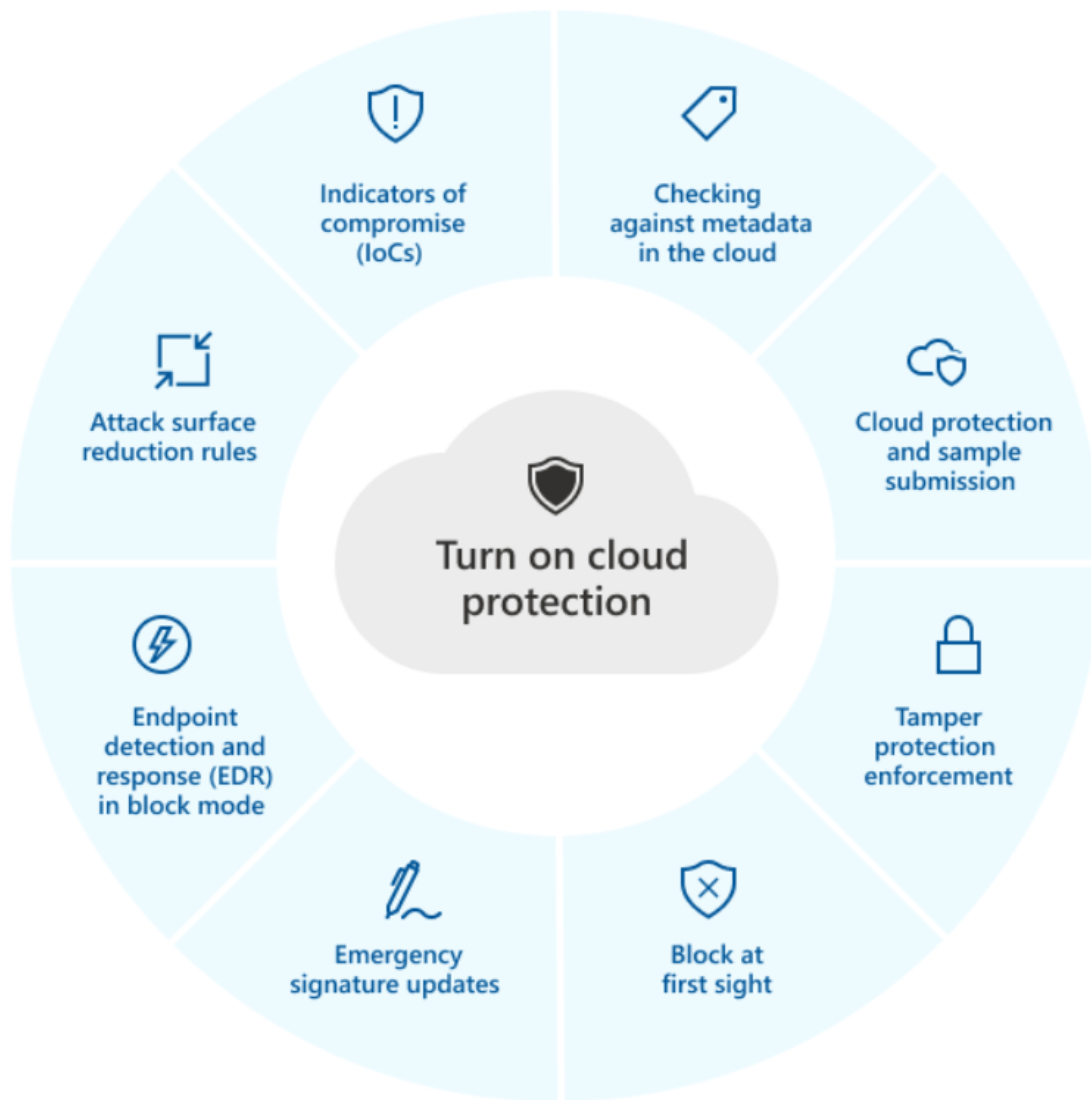 Indicators of
compromise
(IoCs)
Checking
against metadata
in the cloud
Attack surface
reduction rules
Cloud protection
and sample
submission
Turn on cloud
protection
Endpoint
detection and
response (EDR)
in block mode
Tamper
protection
enforcement
Emergency
signature updates
Block at
first sight